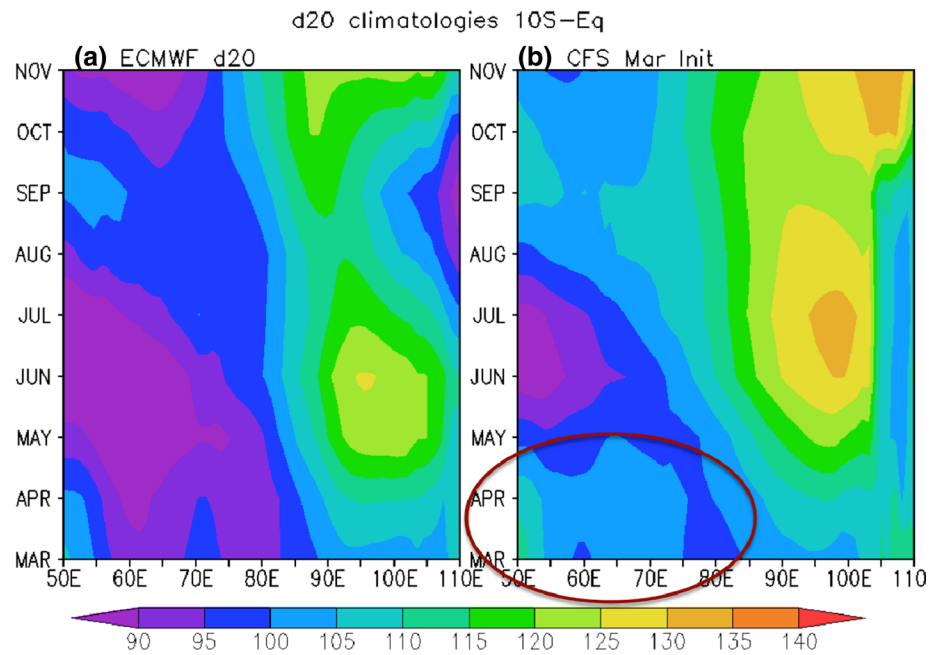 d20 climatologies 10S-Eq
(a) ECMWF d20
(b) CFS Mar Init
NOV
OCT
SEP
AUG
JUL
JUN
MAY
APR
MAR
50E 60E 70E 80E 90E 100E 110
NOV
OCT
SEP
AUG
JUL
JUN
MAY
APR
MAR
50E 60E 70E 80E 90E 100E 110
90 95 100 105 110 115 120 125 130 135 140